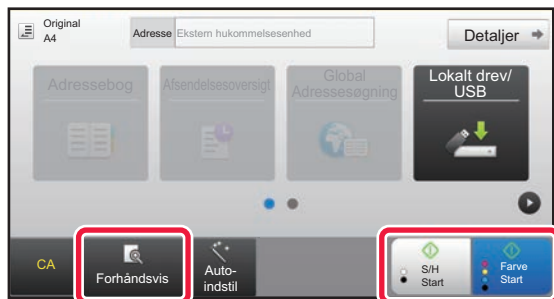 Original
A4
Adresse
Ekstern hukommelsesenhed
Detaljer
Adressebog
Afsendelsesoversigt
Global
Adressesøgning
Lokalt drev/
USB
CA
Forhåndsvis
Auto-
indstil
S/H
Start
Farve
Start